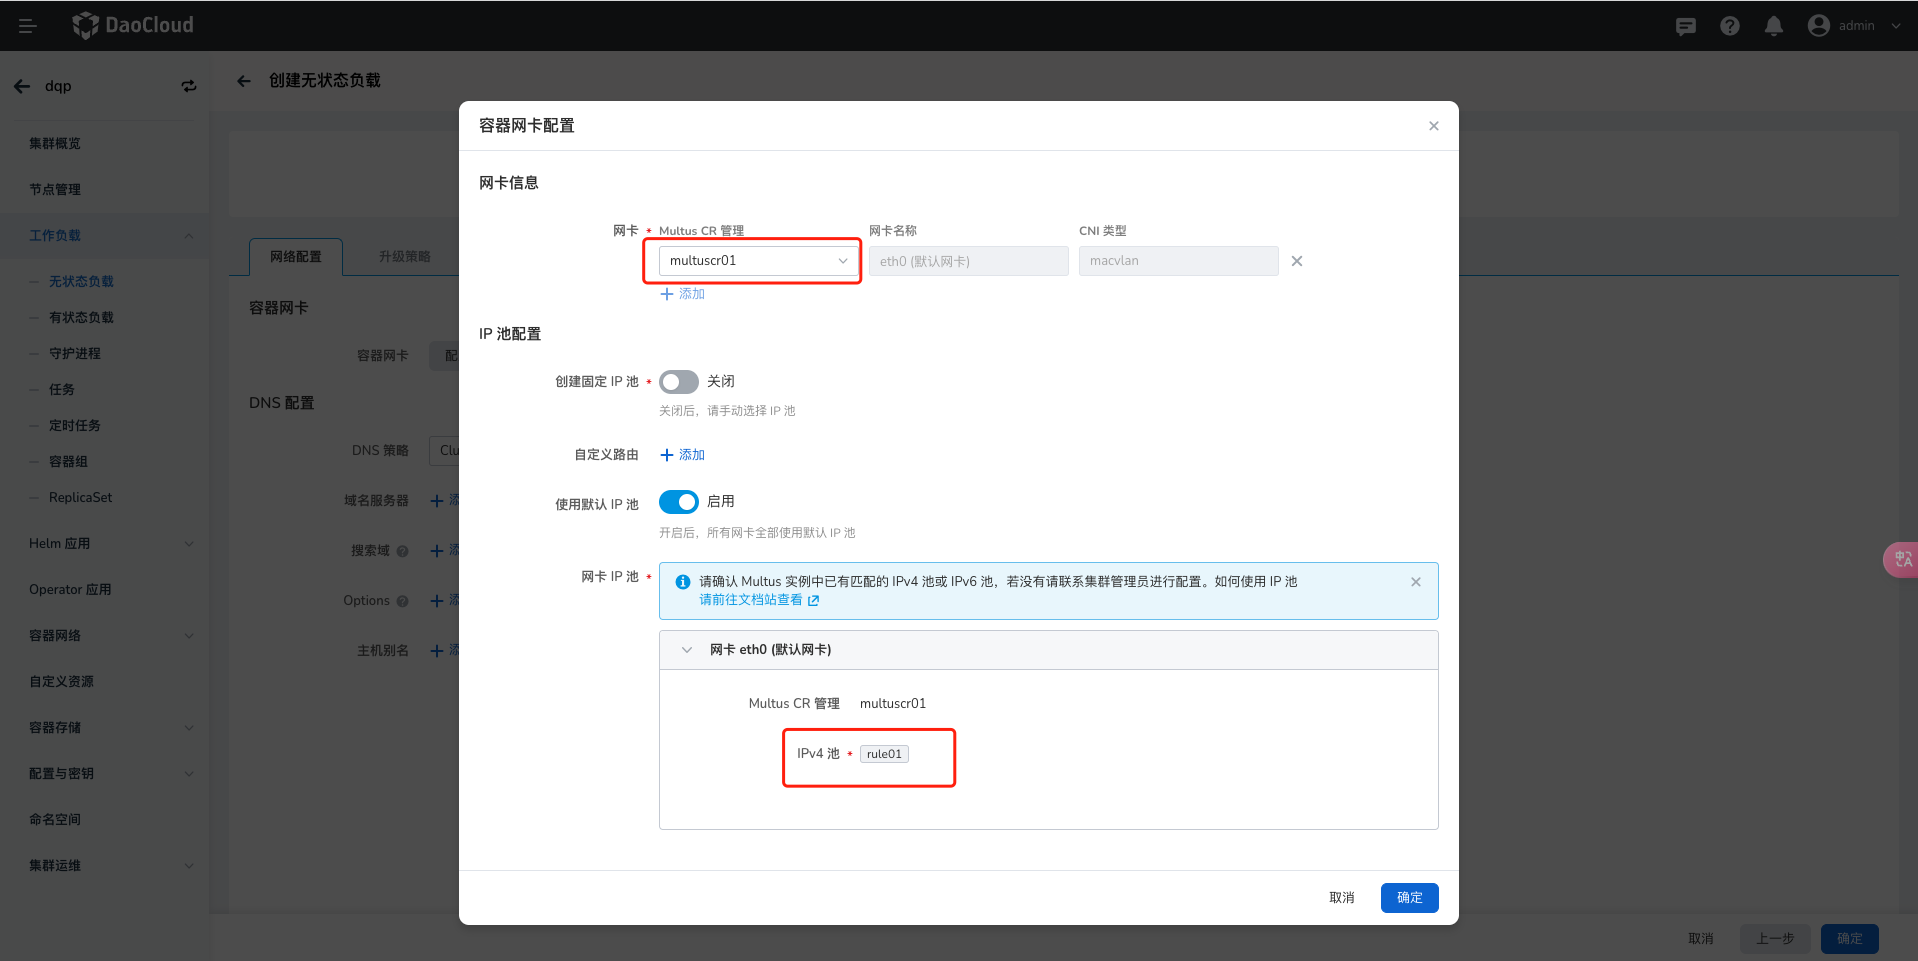 DaoCloud
admin
dqp
集群概览
节点管理
工作负载
无状态负载
有状态负载
守护进程
任务
定时任务
容器组
ReplicaSet
Helm 应用
Operator 应用
容器网络
自定义资源
容器存储
配置与密钥
命名空间
集群运维
创建无状态负载
网络配置
升级策略
容器网卡
容器网卡
配
DNS 配置
DNS 策略
Clu
域名服务器
添
搜索域
添
Options
添
主机别名
添
容器网卡配置
网卡信息
网卡 *
Multus CR 管理
网卡名称
CNI 类型
multuscr01
eth0 (默认网卡)
macvlan
添加
IP 池配置
创建固定 IP 池 *
关闭
关闭后，请手动选择 IP 池
自定义路由
添加
使用默认 IP 池
启用
开启后，所有网卡全部使用默认 IP 池
网卡 IP 池 *
请确认 Multus 实例中已有匹配的 IPv4 池或 IPv6 池，若没有请联系集群管理员进行配置。如何使用 IP 池
请前往文档站查看
网卡 eth0 (默认网卡)
Multus CR 管理
multuscr01
IPv4 池 *
rule01
取消
确定
取消
上一步
确定